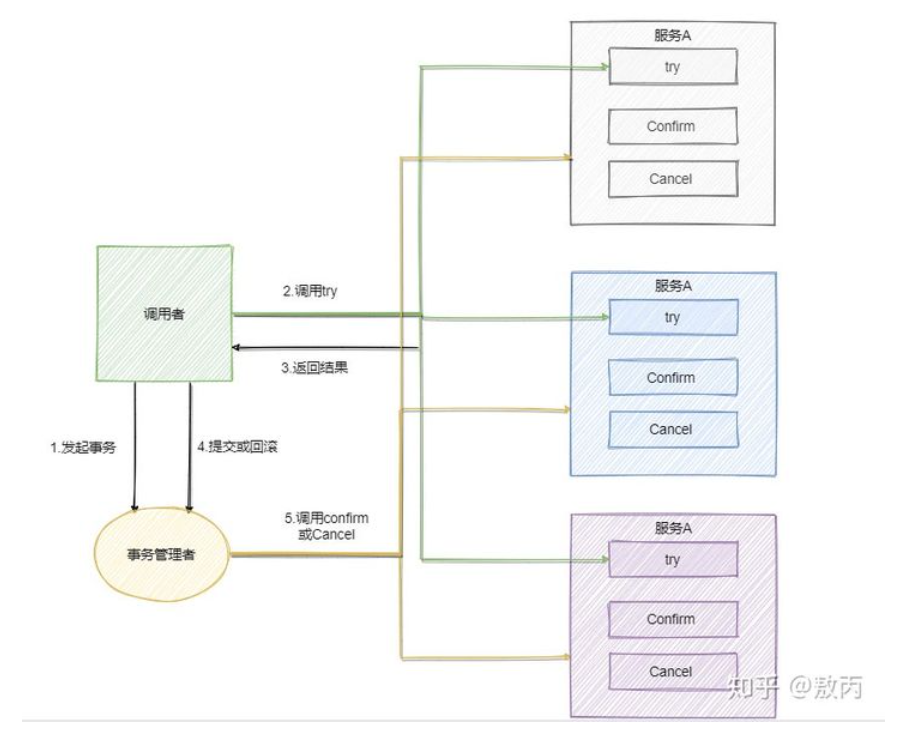 服务A
try
Confirm
Cancel
调用者
2.调用try
3.返回结果
服务A
try
Confirm
Cancel
1.发起事务
4.提交或回滚
事务管理者
5.调用confirm
或Cancel
服务A
try
Confirm
Cancel
知乎 @敖丙